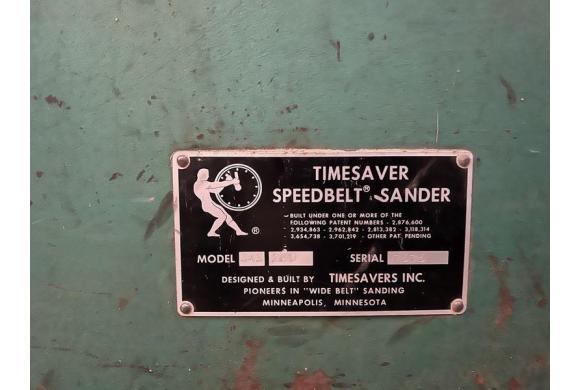 TIMESAVER
SPEEDBELT® SANDER
BUILT UNDER ONE OR MORE OF THE
FOLLOWING PATENT NUMBERS - 2,876,600
2,934,863 - 2,962,842 - 2,813,382 - 3,118,314
3,654,738 - 3,701,219 - OTHER PAT. PENDING
®
MODEL SERIAL
DESIGNED & BUILT BY TIMESAVERS INC.
PIONEERS IN "WIDE BELT" SANDING
MINNEAPOLIS, MINNESOTA